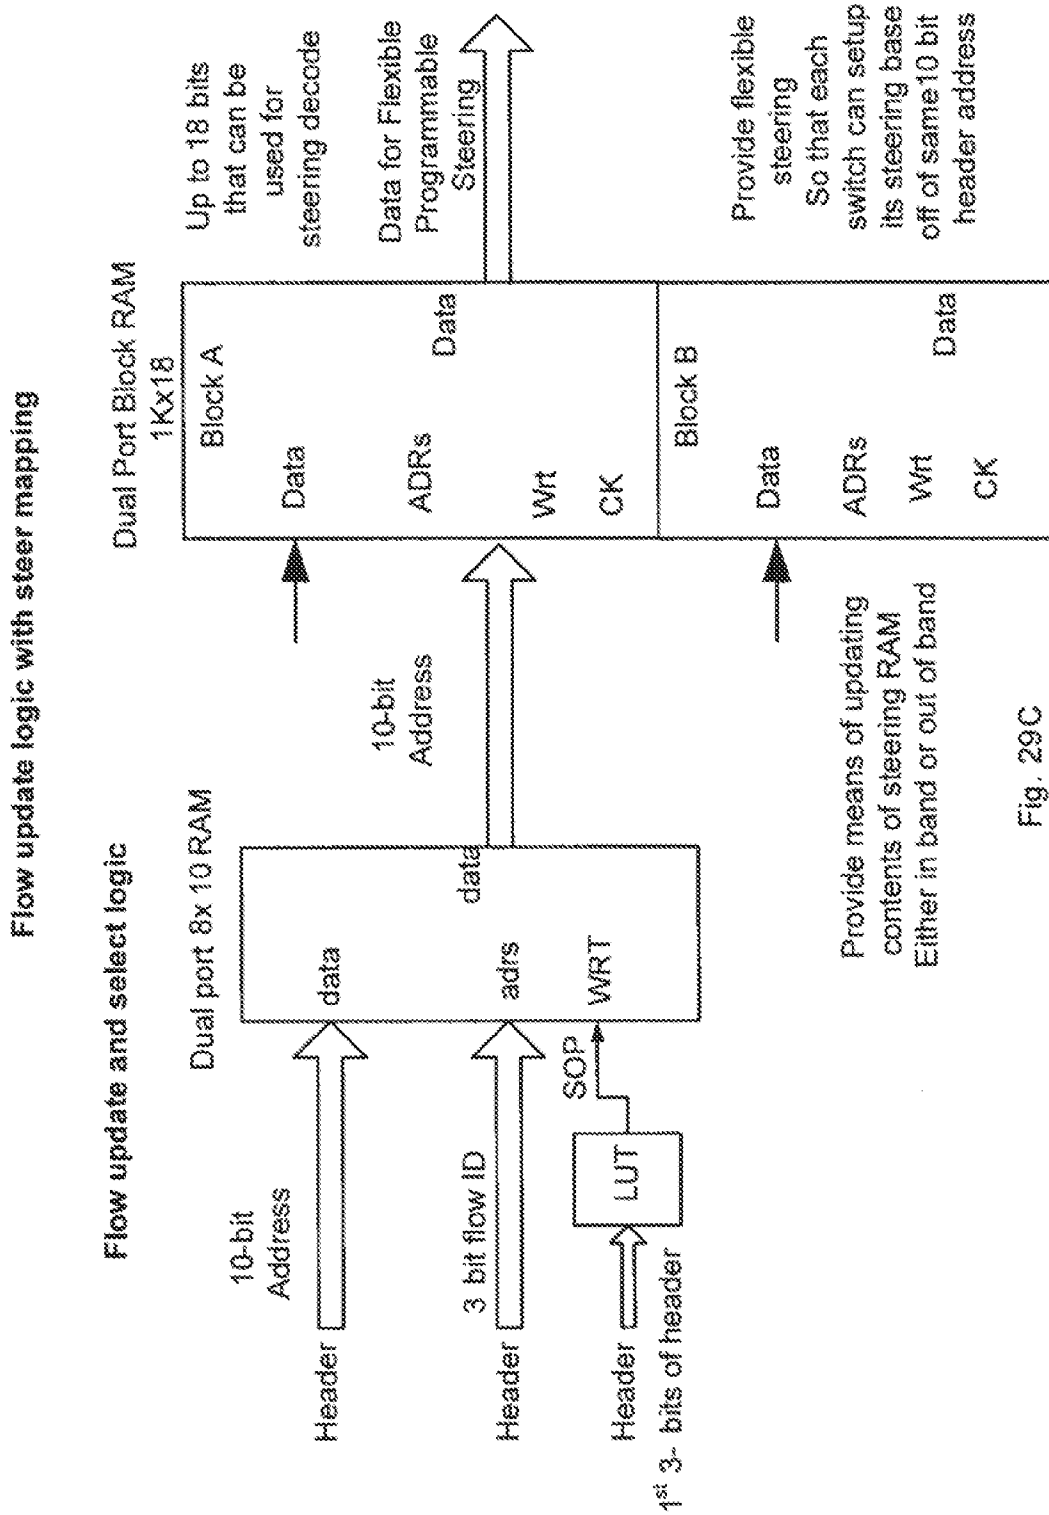 Flow update logic with steer mapping
Flow update and select logic
Dual port 8x 10 RAM
Header
10-bit
Address
data
Header
3 bit flow ID
adrs
data
Header
1st 3- bits of header
LUT
SOP
WRT
10-bit
Address
Dual Port Block RAM
1Kx18
Block A
Data
ADRs
Data
Wrt
CK
Block B
Data
ADRs
Wrt
Data
CK
Up to 18 bits
that can be
used for
steering decode
Data for Flexible
Programmable
Steering
Provide flexible
steering
So that each
switch can setup
its steering base
off of same10 bit
header address
Provide means of updating
contents of steering RAM
Either in band or out of band
Fig. 29C